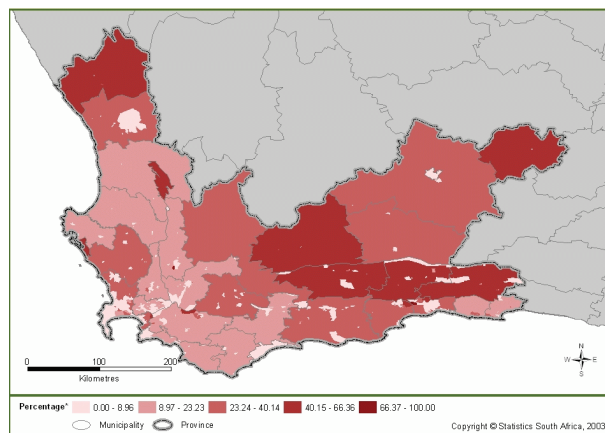 N
W E
S
0 100 200
Kilometres
Percentage* 0.00 - 8.96 8.97 - 23.23 23.24 - 40.14 40.15 - 66.36 66.37 - 100.00
Municipality Province Copyright © Statistics South Africa, 2003